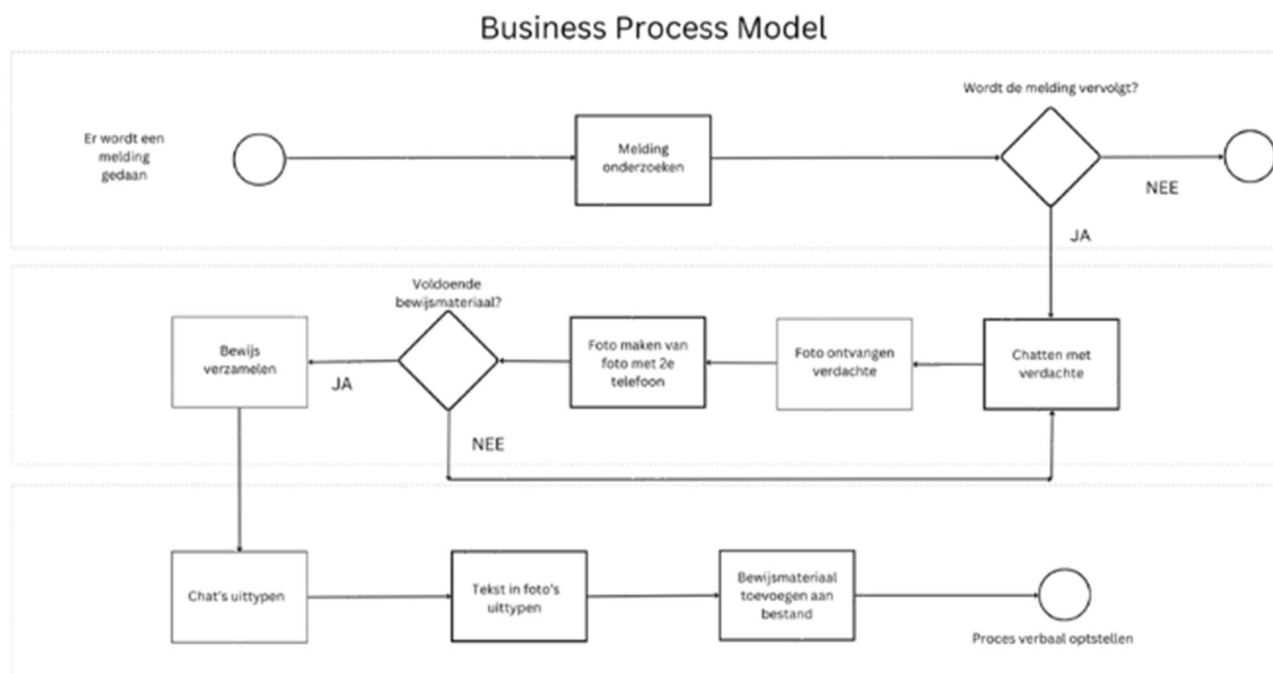 Business Process Model
Wordt de melding vervolgt?
Er wordt een
melding
gedaan
Melding
onderzoeken
NEE
JA
Voldoende
bewijsmateriaal?
Bewijs
verzamelen
JA
Foto maken van
foto met 2e
telefoon
Foto ontvangen
verdachte
Chatten met
verdachte
NEE
Chat's uittypen
Tekst in foto's
uittypen
Bewijsmateriaal
toevoegen aan
bestand
Proces verbaal optstellen